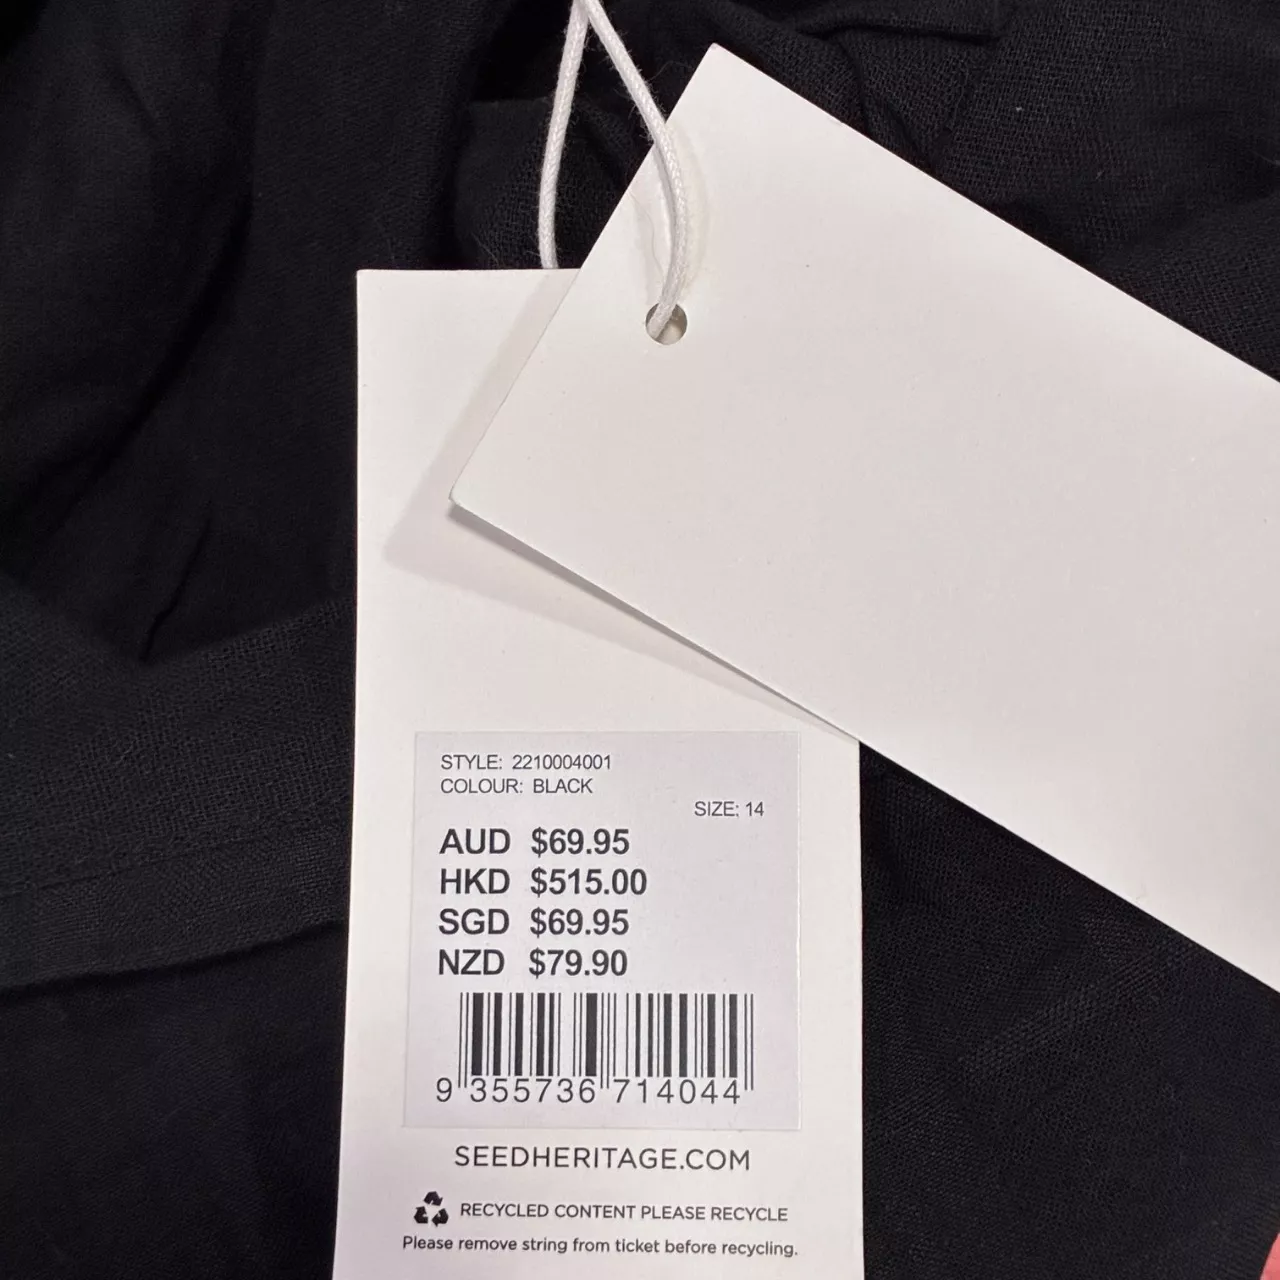 STYLE: 2210004001
COLOUR: BLACK
SIZE: 14
AUD $69.95
HKD $515.00
SGD $69.95
NZD $79.90
9 355736 714044
SEEDHERITAGE.COM
RECYCLED CONTENT PLEASE RECYCLE
Please remove string from ticket before recycling.